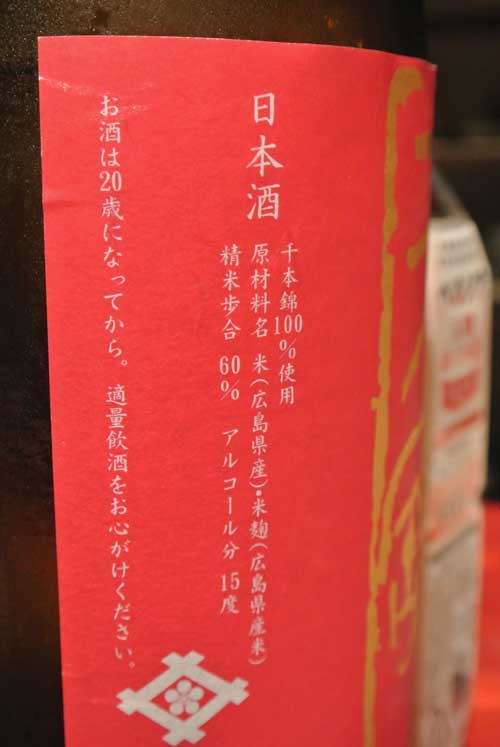 日本酒
千本錦100%使用
原材料名 米(広島県産)・米麹(広島県産米)
精米歩合 60% アルコール分 15度
お酒は20歳になってから。 適量飲酒をお心がけください。